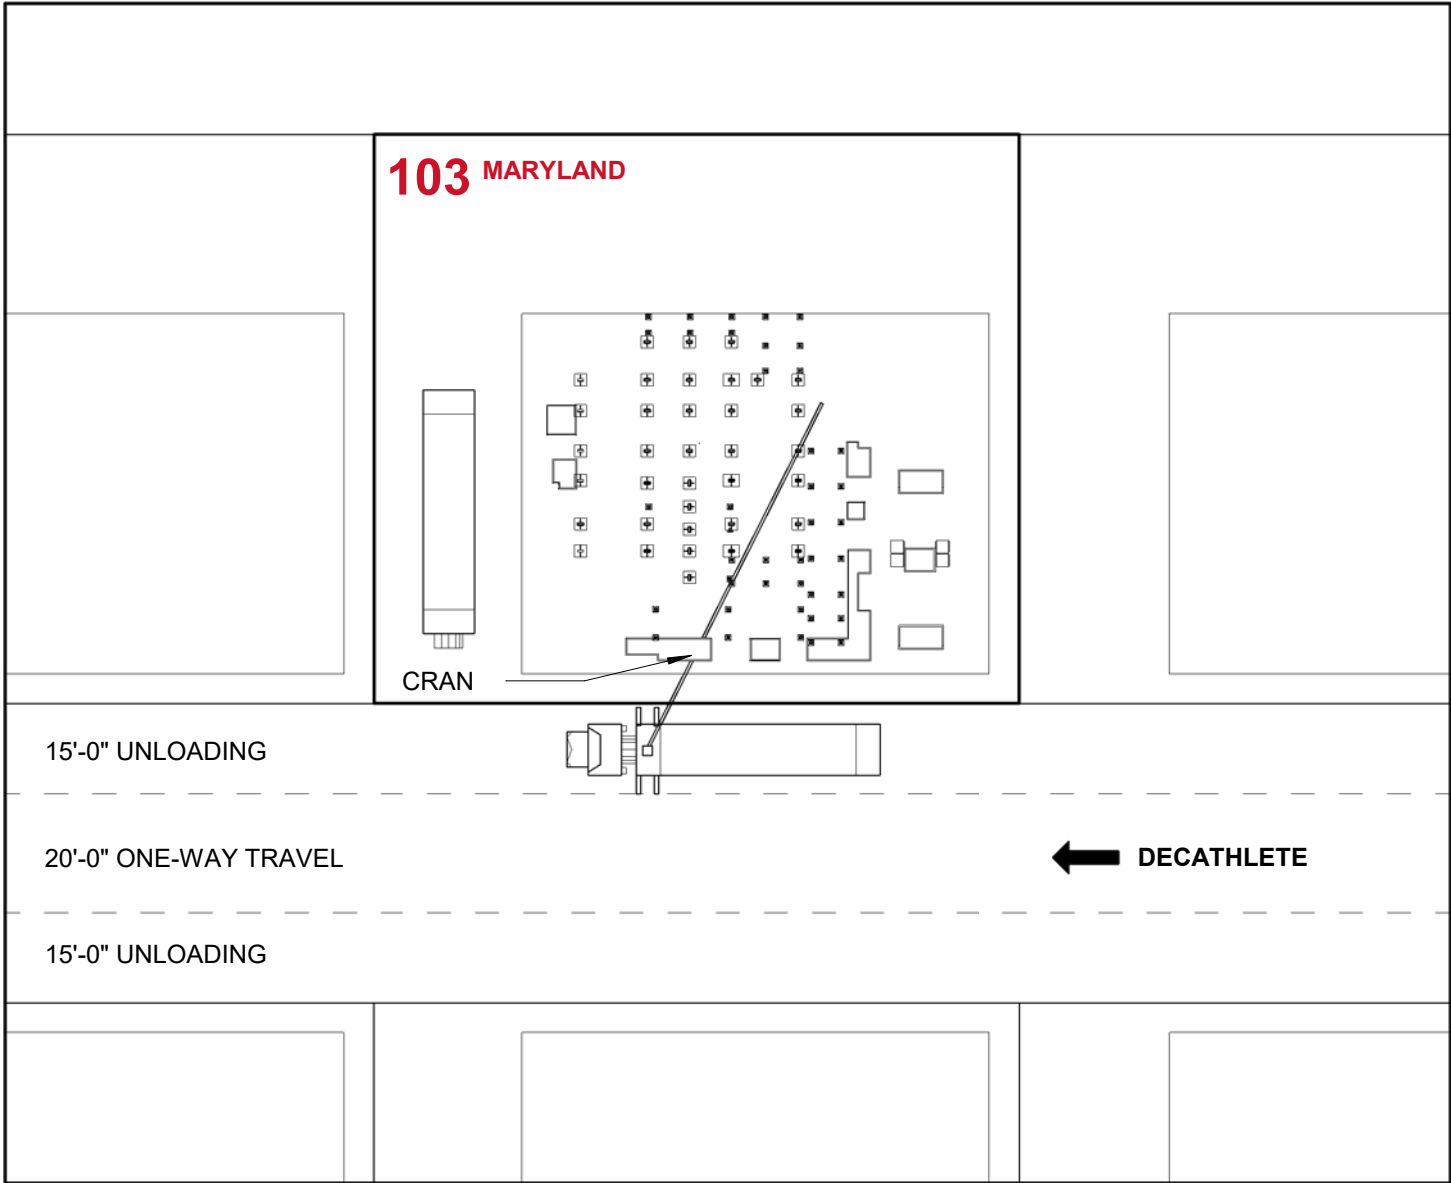 103 MARYLAND
CRAN
15'-0" UNLOADING
20'-0" ONE-WAY TRAVEL
DECATHLETE
15'-0" UNLOADING